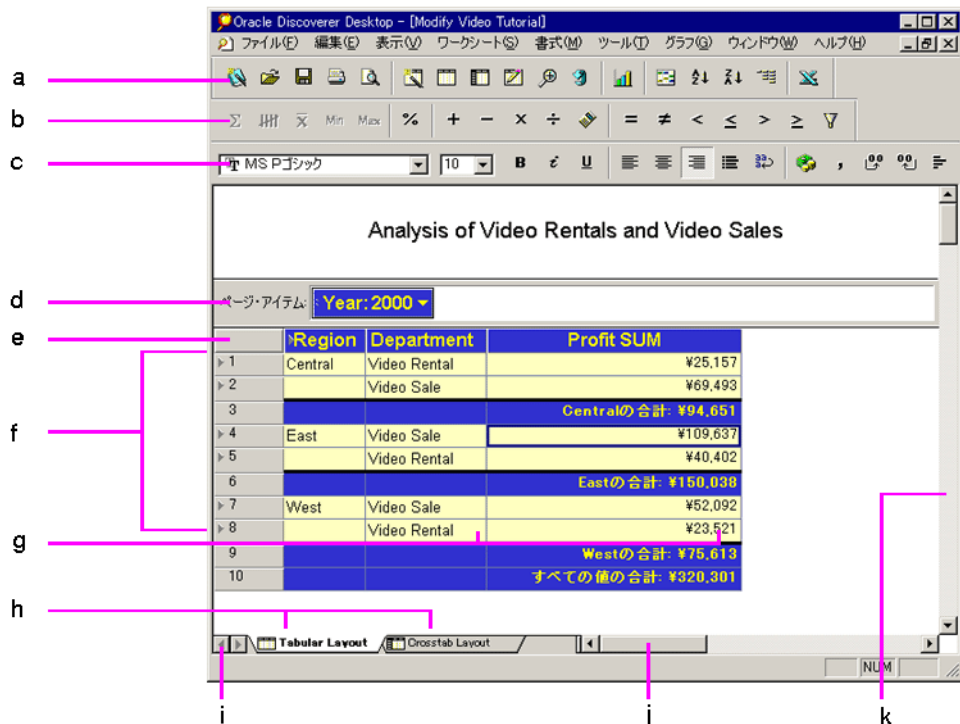 Oracle Discoverer Desktop - [Modify Video Tutorial]
ファイル(F) 編集(E) 表示(V) ワークシート(S) 書式(M) ツール(T) グラフ(G) ウィンドウ(W) ヘルプ(H)
a
b
Σ x Min Max % + - × ÷ = ≠ < ≤ > ≥
c
MS Pゴシック 10 B i U
Analysis of Video Rentals and Video Sales
d
ページ・アイテム: Year:2000
e
Region Department Profit SUM
1 Central Video Rental ¥25,157
2 Video Sale ¥69,493
3 Centralの合計: ¥94,651
f
4 East Video Sale ¥109,637
5 Video Rental ¥40,402
6 Eastの合計: ¥150,038
7 West Video Sale ¥52,092
8 Video Rental ¥23,521
g
9 Westの合計: ¥75,613
10 すべての値の合計: ¥320,301
h
Tabular Layout Crosstab Layout
NUM
i j k